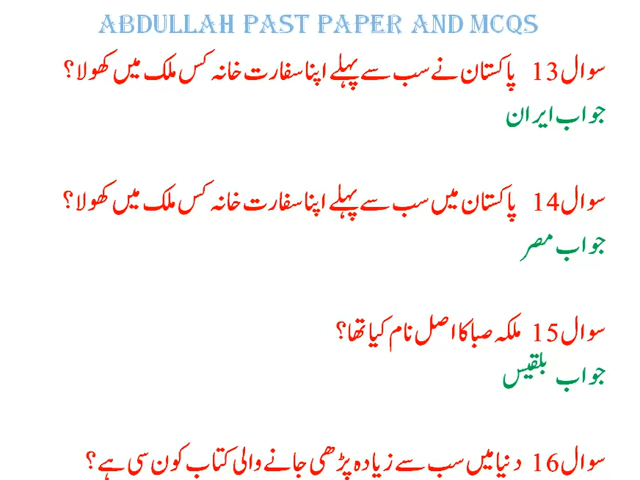 ABDULLAH PAST PAPER AND MCQS
سوال 13 پاکستان نے سب سے پہلے اپنا سفارت خانہ کس ملک میں کھولا؟
جواب ایران
سوال 14 پاکستان میں سب سے پہلے اپنا سفارت خانہ کس ملک میں کھولا؟
جواب مصر
سوال 15 ملکہ صبا کا اصل نام کیا تھا؟
جواب بلقیس
سوال 16 دنیا میں سب سے زیادہ پڑھی جانے والی کتاب کون سی ہے؟